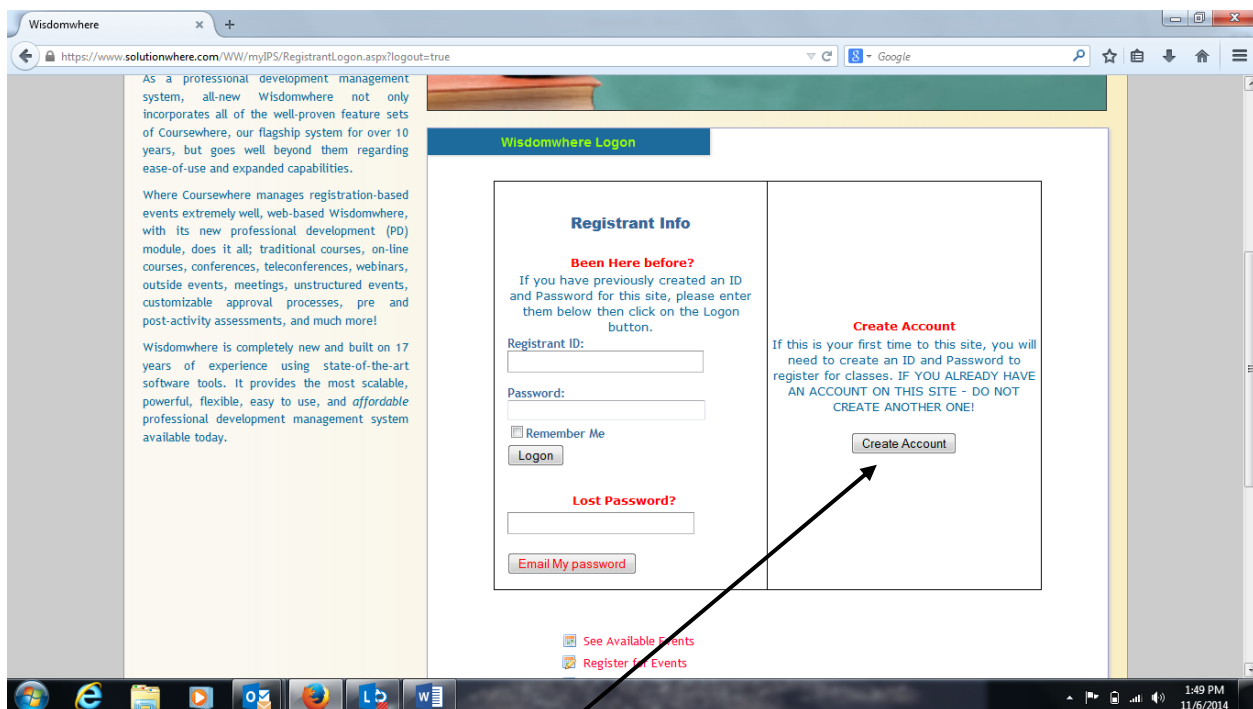 Wisdomwhere
https://www.solutionwhere.com/WW/myIPS/RegistrantLogon.aspx?logout=true
Google
As a professional development management
system, all-new Wisdomwhere not only
incorporates all of the well-proven feature sets
of Coursewhere, our flagship system for over 10
years, but goes well beyond them regarding
ease-of-use and expanded capabilities.
Where Coursewhere manages registration-based
events extremely well, web-based Wisdomwhere,
with its new professional development (PD)
module, does it all; traditional courses, on-line
courses, conferences, teleconferences, webinars,
outside events, meetings, unstructured events,
customizable approval processes, pre and
post-activity assessments, and much more!
Wisdomwhere is completely new and built on 17
years of experience using state-of-the-art
software tools. It provides the most scalable,
powerful, flexible, easy to use, and affordable
professional development management system
available today.
Wisdomwhere Logon
Registrant Info
Been Here before?
If you have previously created an ID
and Password for this site, please enter
them below then click on the Logon
button.
Registrant ID:
Password:
Remember Me
Logon
Lost Password?
Email My password
Create Account
If this is your first time to this site, you will
need to create an ID and Password to
register for classes. IF YOU ALREADY HAVE
AN ACCOUNT ON THIS SITE - DO NOT
CREATE ANOTHER ONE!
Create Account
See Available Events
Register for Events
1:49 PM
11/6/2014